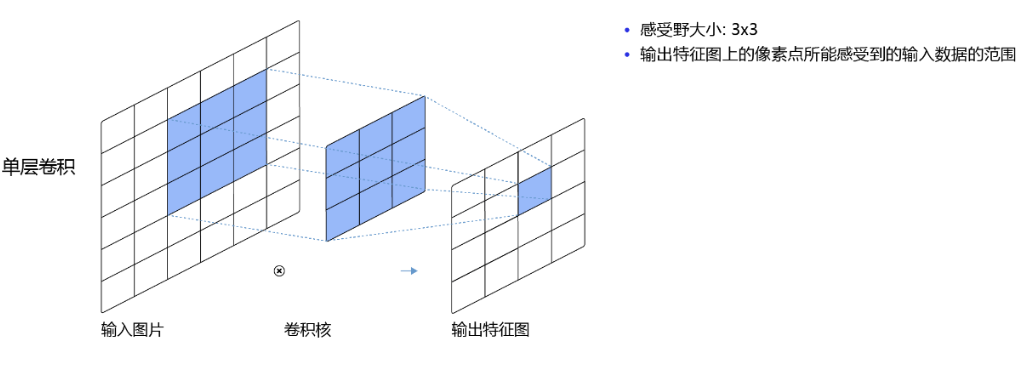 感受野大小: 3x3
输出特征图上的像素点所能感受到的输入数据的范围
单层卷积
输入图片
卷积核
输出特征图